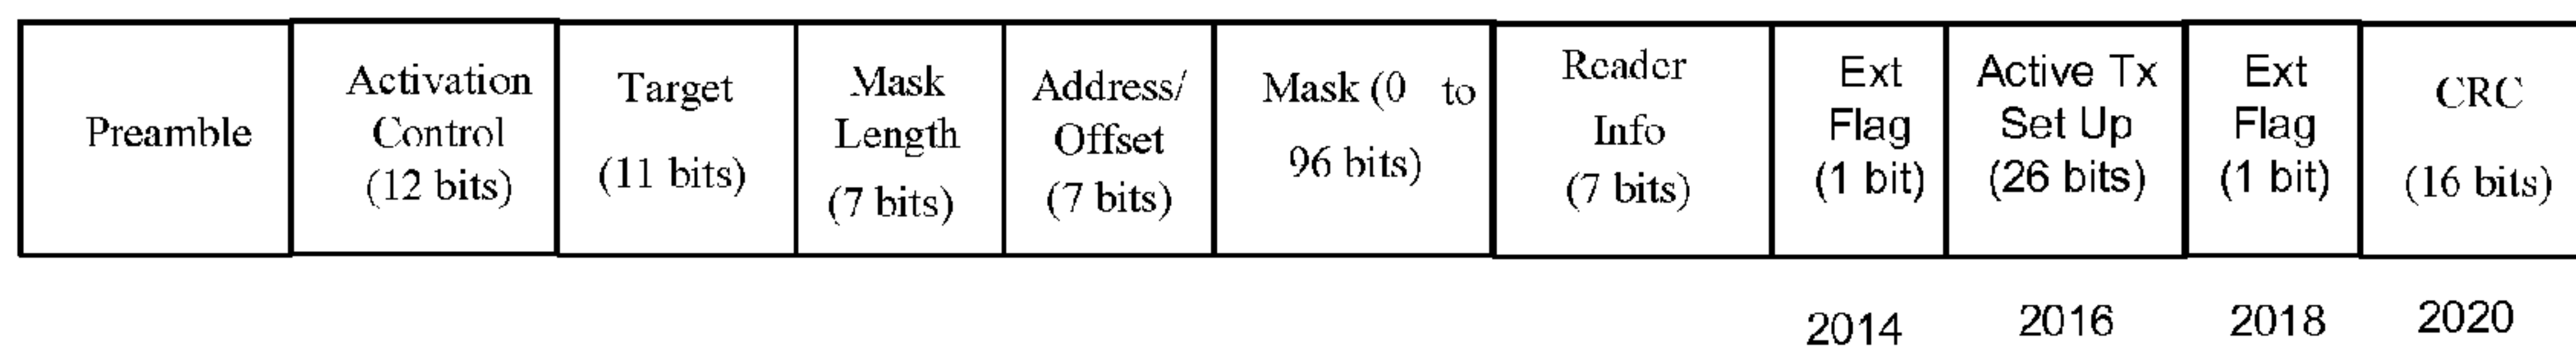 Preamble
Activation
Control
(12 bits)
Target
(11 bits)
Mask
Length
(7 bits)
Address/
Offset
(7 bits)
Mask (0 to
96 bits)
Reader
Info
(7 bits)
Ext
Flag
(1 bit)
Active Tx
Set Up
(26 bits)
Ext
Flag
(1 bit)
CRC
(16 bits)
2014
2016
2018
2020